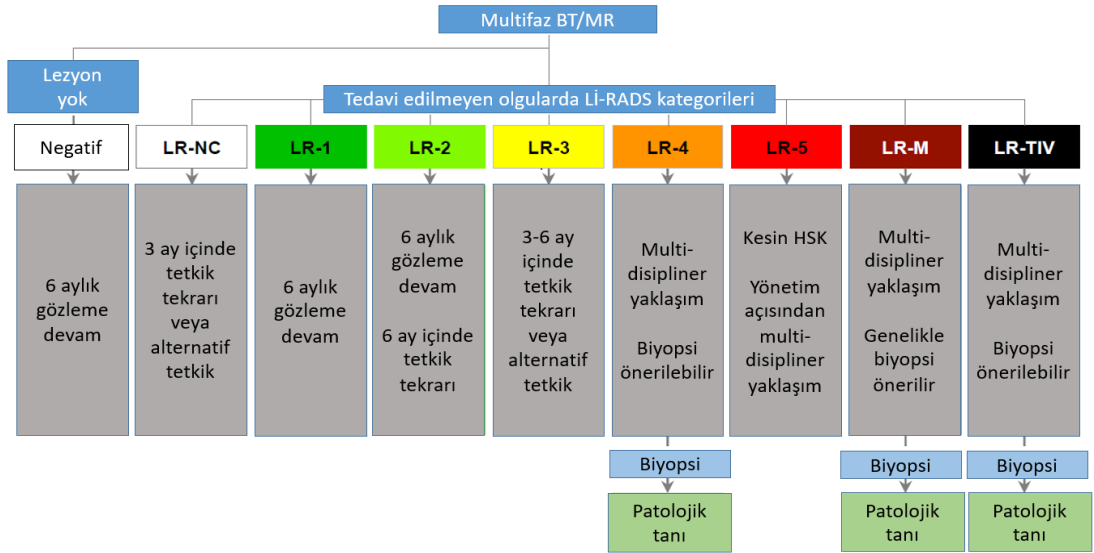 Multifaz BT/MR
Lezyon
yok
Tedavi edilmeyen olgularda Lİ-RADS kategorileri
Negatif
LR-NC
LR-1
LR-2
LR-3
LR-4
LR-5
LR-M
LR-TIV
6 aylık
gözleme
devam
3 ay içinde
tetkik
tekrarı
veya
alternatif
tetkik
6 aylık
gözleme
devam
6 aylık
gözleme
devam
6 ay içinde
tetkik
tekrarı
3-6 ay
içinde
tetkik
tekrarı
veya
alternatif
tetkik
Multi-
disipliner
yaklaşım
Biyopsi
önerilebilir
Kesin HSK
Yönetim
açısından
multi-
disipliner
yaklaşım
Multi-
disipliner
yaklaşım
Genelikle
biyopsi
önerilir
Multi-
disipliner
yaklaşım
Biyopsi
önerilebilir
Biyopsi
Patolojik
tanı
Biyopsi
Patolojik
tanı
Biyopsi
Patolojik
tanı